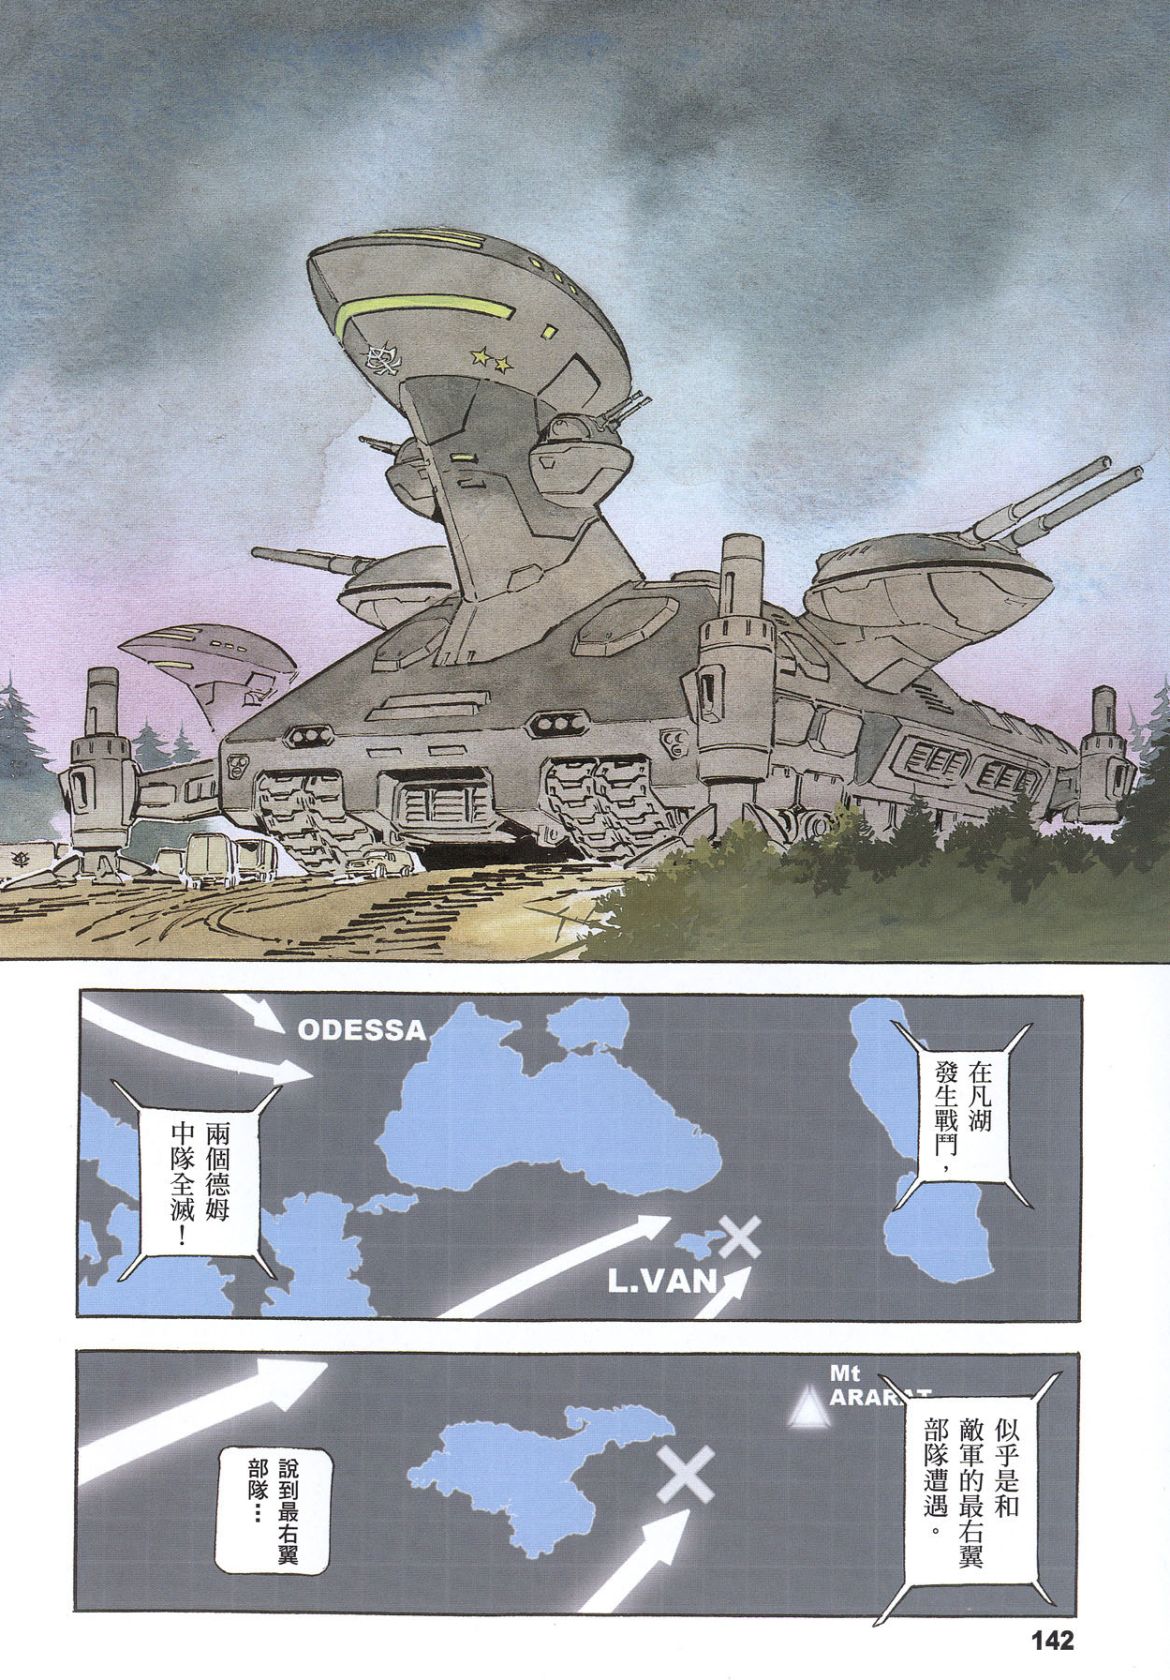 在凡湖
發生戰鬥，
ODESSA
兩個德姆
中隊全滅！
L.VAN
似乎是和
敵軍的最右翼
部隊遭遇。
Mt
ARARAT
說到最右翼
部隊…
142